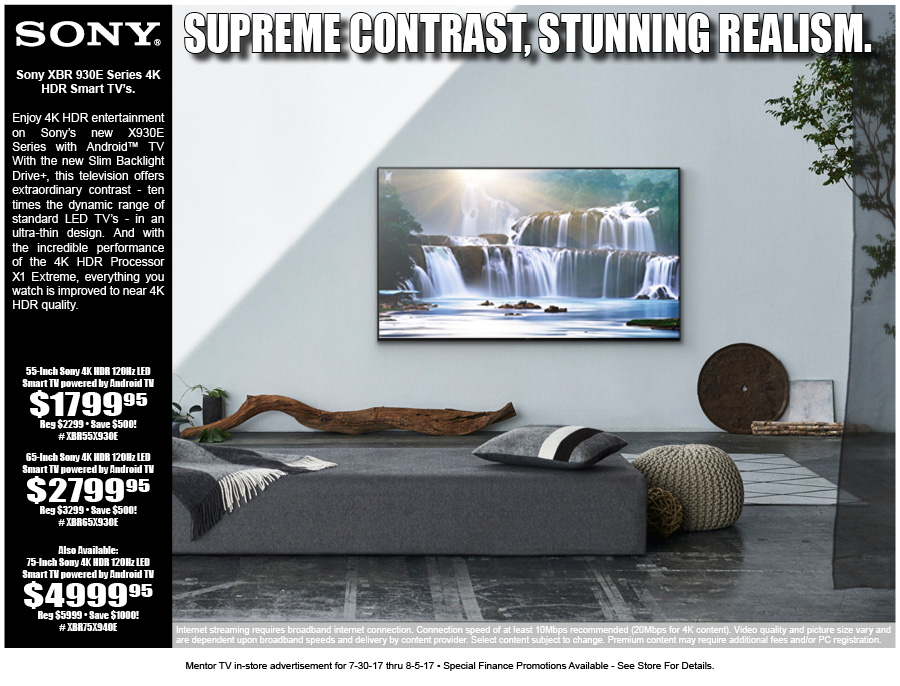 SONY®
SUPREME CONTRAST, STUNNING REALISM.
Sony XBR 930E Series 4K
HDR Smart TV's.
Enjoy 4K HDR entertainment
on Sony's new X930E
Series with Android™ TV
With the new Slim Backlight
Drive+, this television offers
extraordinary contrast - ten
times the dynamic range of
standard LED TV's - in an
ultra-thin design. And with
the incredible performance
of the 4K HDR Processor
X1 Extreme, everything you
watch is improved to near 4K
HDR quality.
55-Inch Sony 4K HDR 120Hz LED
Smart TV powered by Android TV
$1799 95
Reg $2299 • Save $500!
# XBR55X930E
65-Inch Sony 4K HDR 120Hz LED
Smart TV powered by Android TV
$2799 95
Reg $3299 • Save $500!
# XBR65X930E
Also Available:
75-Inch Sony 4K HDR 120Hz LED
Smart TV powered by Android TV
$4999 95
Reg $5999 • Save $1000!
# XBR75X940E
Internet streaming requires broadband internet connection. Connection speed of at least 10Mbps recommended (20Mbps for 4K content). Video quality and picture size vary and
are dependent upon broadband speeds and delivery by content provider. Select content subject to change. Premium content may require additional fees and/or PC registration.
Mentor TV in-store advertisement for 7-30-17 thru 8-5-17 • Special Finance Promotions Available - See Store For Details.